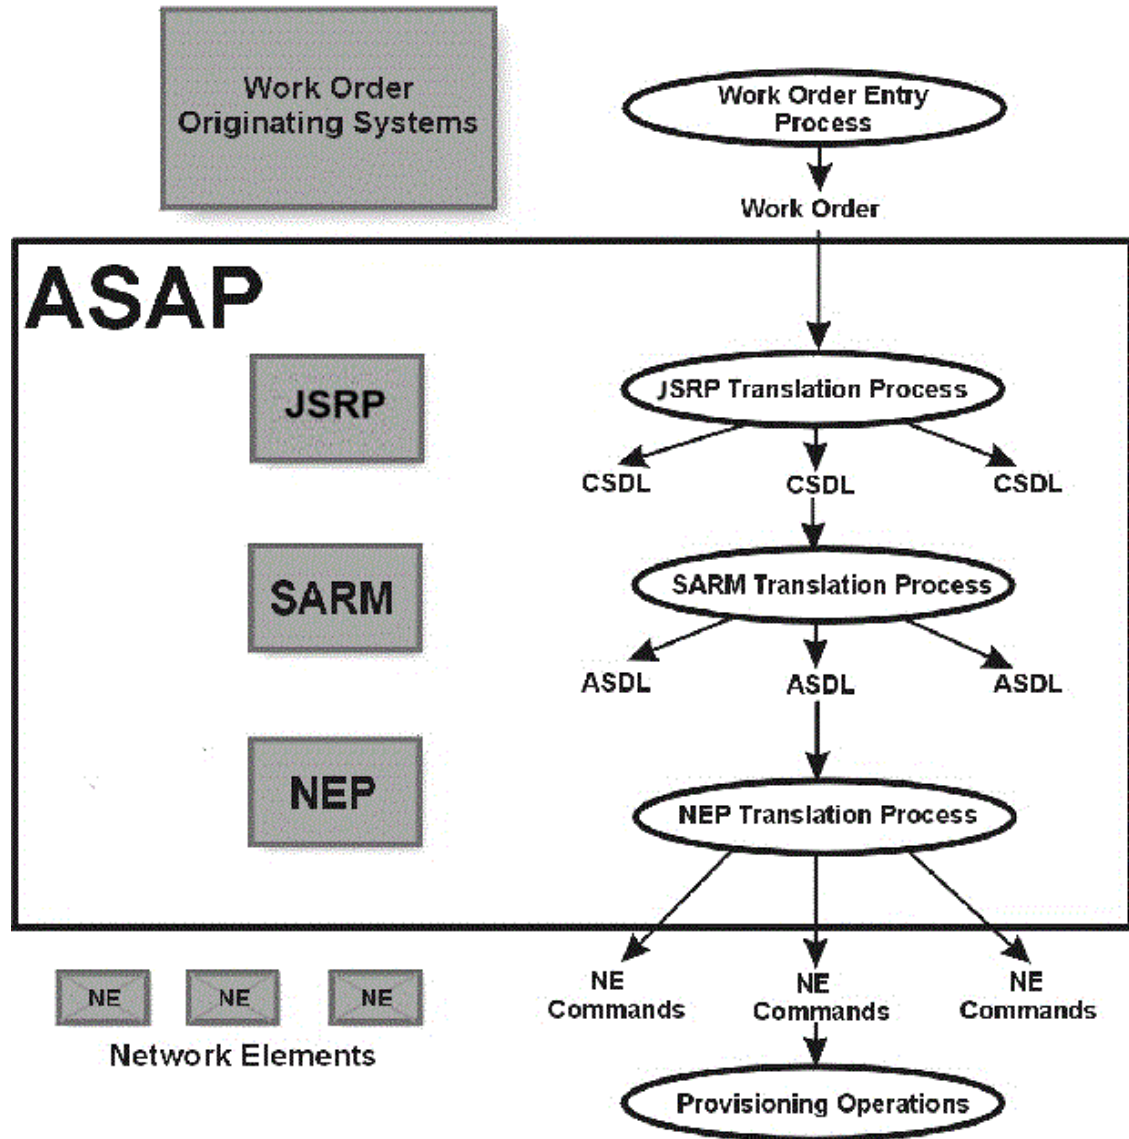 Work Order
Originating Systems
Work Order Entry
Process
Work Order
ASAP
JSRP
JSRP Translation Process
CSDL CSDL CSDL
SARM
SARM Translation Process
ASDL ASDL ASDL
NEP
NEP Translation Process
NE NE NE
Network Elements
NE
Commands
NE
Commands
NE
Commands
Provisioning Operations